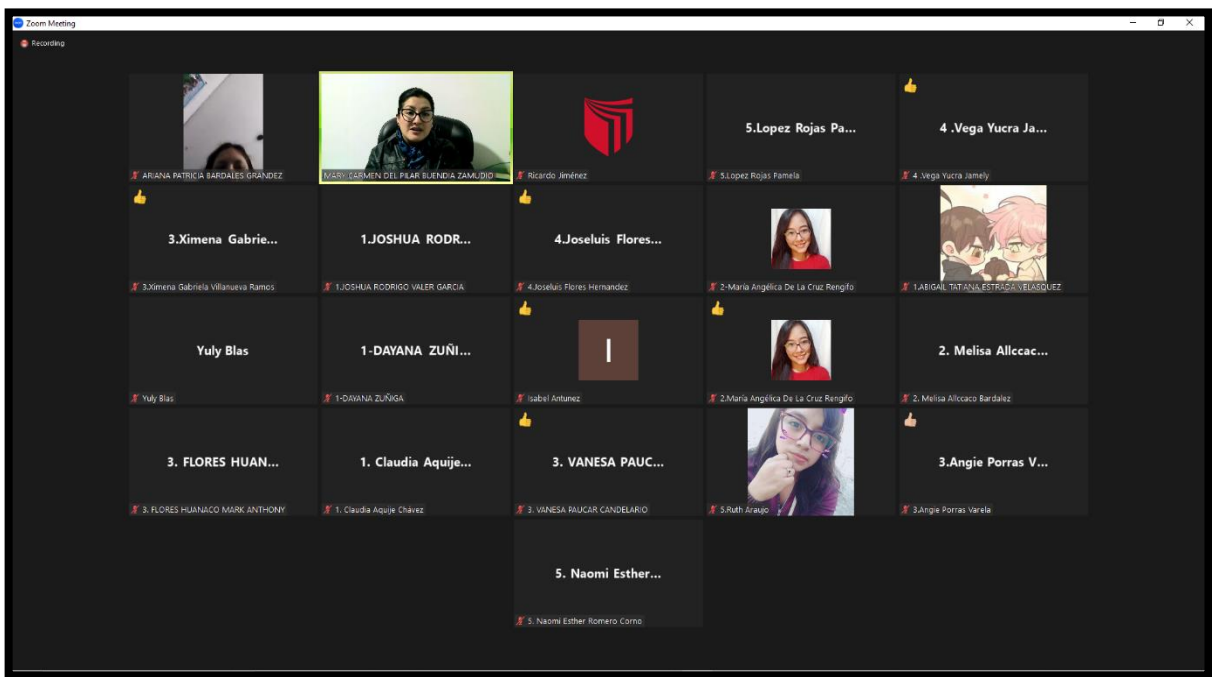 Zoom Meeting
Recording
ARIANA PATRICIA BARDALES GRANDEZ
MARY CARMEN DEL PILAR BUENDIA ZAMUDIO
Ricardo Jiménez
5.Lopez Rojas Pa...
5.Lopez Rojas Pamela
4 .Vega Yucra Ja...
4 .Vega Yucra Jamely
3.Ximena Gabrie...
3.Ximena Gabriela Villanueva Ramos
1.JOSHUA RODR...
1.JOSHUA RODRIGO VALER GARCIA
4.Joseluis Flores...
4.Joseluis Flores Hernandez
2-María Angélica De La Cruz Rengifo
1.ABIGAIL TATIANA ESTRADA VELASQUEZ
Yuly Blas
Yuly Blas
1-DAYANA ZUÑI...
1-DAYANA ZUÑIGA
I
Isabel Antunez
2.María Angélica De La Cruz Rengifo
2. Melisa Allccac...
2. Melisa Allccaco Bardalez
3. FLORES HUAN...
3. FLORES HUANACO MARK ANTHONY
1. Claudia Aquije...
1. Claudia Aquije Chávez
3. VANESA PAUC...
3. VANESA PAUCAR CANDELARIO
5.Ruth Araujo
3.Angie Porras V...
3.Angie Porras Varela
5. Naomi Esther...
5. Naomi Esther Romero Corno